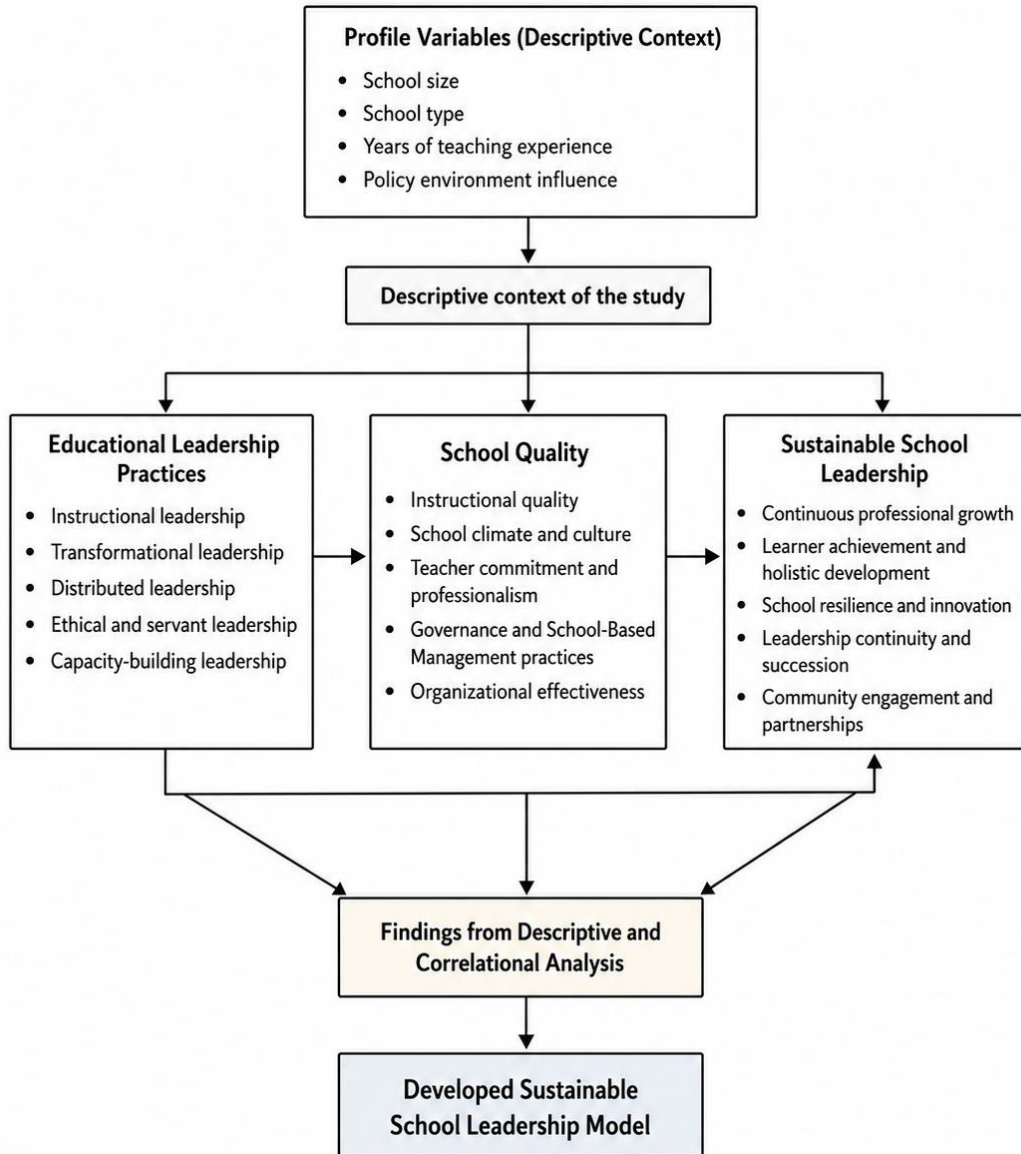 Profile Variables (Descriptive Context)
• School size
• School type
• Years of teaching experience
• Policy environment influence
Descriptive context of the study
Educational Leadership
Practices
• Instructional leadership
• Transformational leadership
• Distributed leadership
• Ethical and servant leadership
• Capacity-building leadership
School Quality
• Instructional quality
• School climate and culture
• Teacher commitment and
professionalism
• Governance and School-Based
Management practices
• Organizational effectiveness
Sustainable School
Leadership
• Continuous professional growth
• Learner achievement and
holistic development
• School resilience and innovation
• Leadership continuity and
succession
• Community engagement and
partnerships
Findings from Descriptive and
Correlational Analysis
Developed Sustainable
School Leadership Model